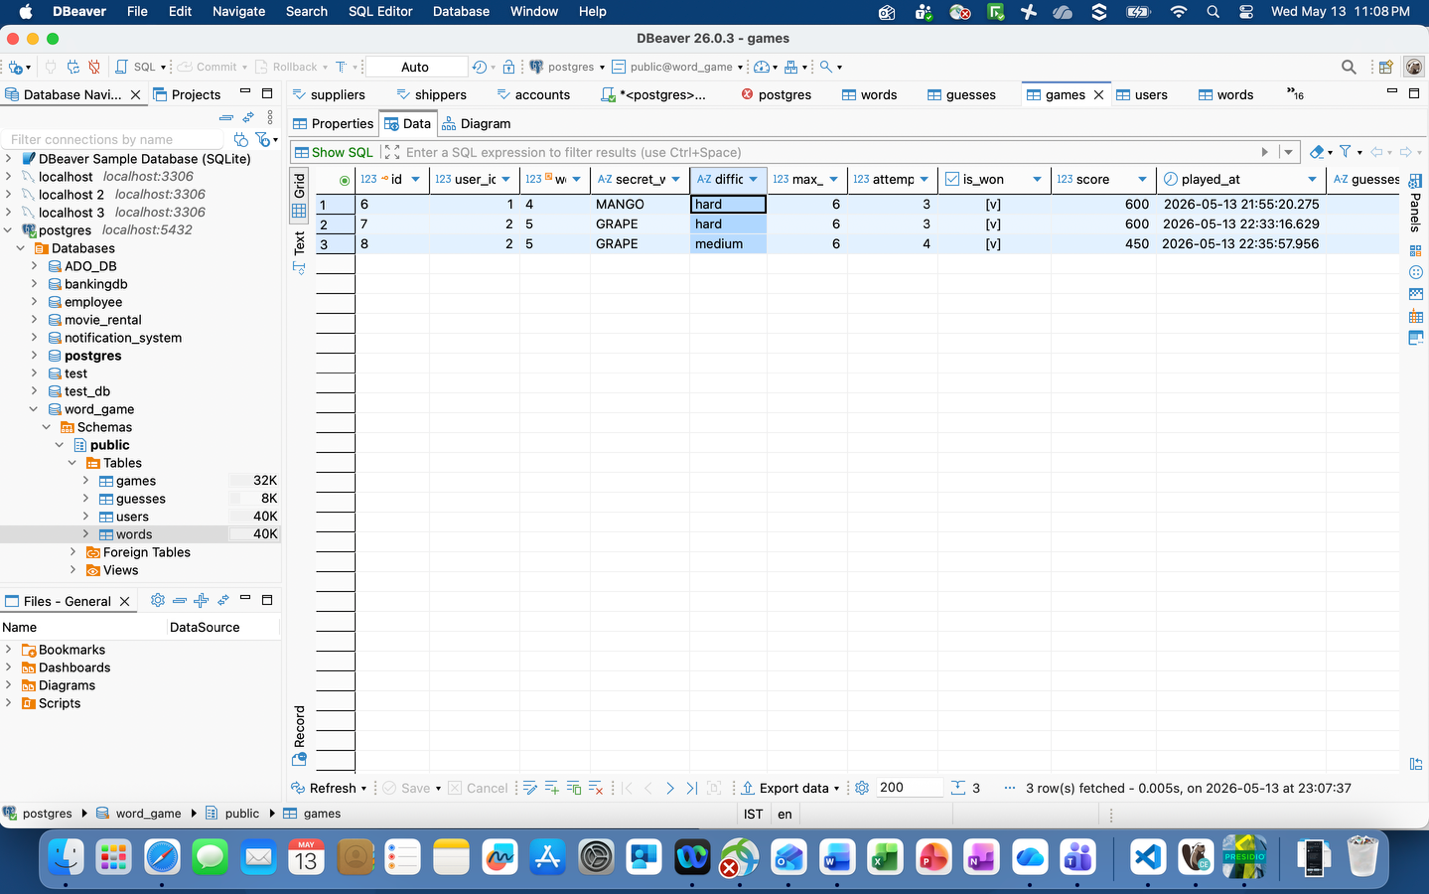 DBeaver File Edit Navigate Search SQL Editor Database Window Help Wed May 13 11:08 PM
DBeaver 26.0.3 - games
SQL Commit Rollback T Auto postgres public@word_game
Database Navi... Projects
suppliers shippers accounts *<postgres>... postgres words guesses games users words »16
Properties Data Diagram
Filter connections by name
Show SQL Enter a SQL expression to filter results (use Ctrl+Space)
DBeaver Sample Database (SQLite)
localhost localhost:3306
localhost 2 localhost:3306
localhost 3 localhost:3306
postgres localhost:5432
Databases
ADO_DB
bankingdb
employee
movie_rental
notification_system
postgres
test
test_db
word_game
Schemas
public
Tables
games 32K
guesses 8K
users 40K
words 40K
Foreign Tables
Views
Grid
Text
Record
123 id 123 user_ic 123 w A-Z secret_v A-Z diffic 123 max_ 123 attemp is_won 123 score played_at A-Z guesses
1 6 1 4 MANGO hard 6 3 [v] 600 2026-05-13 21:55:20.275
2 7 2 5 GRAPE hard 6 3 [v] 600 2026-05-13 22:33:16.629
3 8 2 5 GRAPE medium 6 4 [v] 450 2026-05-13 22:35:57.956
Panels
Files - General
Name DataSource
Bookmarks
Dashboards
Diagrams
Scripts
Refresh Save Cancel Export data 200 3 ... 3 row(s) fetched - 0.005s, on 2026-05-13 at 23:07:37
postgres word_game public games IST en
MAY
13
PRESIDIO